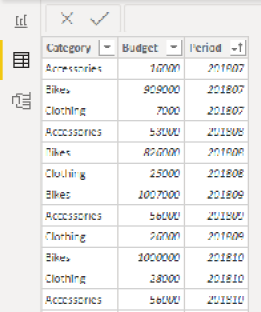 Category Budget Period
Accessories 16000 201807
Bikes 909000 201807
Clothing 7000 201807
Accessories 53000 201808
Bikes 826000 201808
Clothing 25000 201808
Bikes 1007000 201809
Accessories 56000 201809
Clothing 26000 201809
Bikes 1000000 201810
Clothing 28000 201810
Accessories 56000 201810